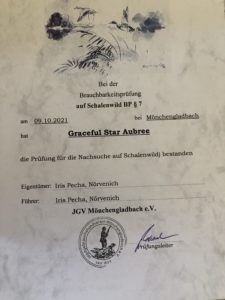 Bei der
Brauchbarkeitsprüfung
auf Schalenwild BP § 7
am 09.10.2021 bei Mönchengladbach
hat Graceful Star Aubree
die Prüfung für die Nachsuche auf Schalenwild) bestanden
Eigentümer: Iris Pecha, Nörvenich
Führer: Iris Pecha, Nörvenich
JGV Mönchengladbach e.V.
Prüfungsleiter